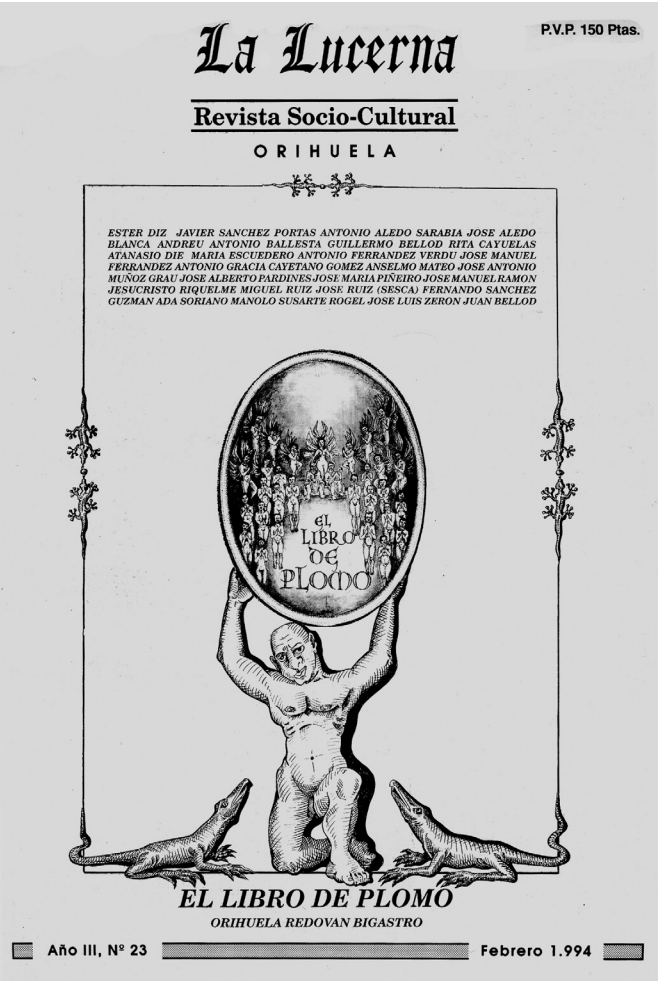 P.V.P. 150 Ptas.
La Lucerna
Revista Socio-Cultural
ORIHUELA
ESTER DIZ JAVIER SANCHEZ PORTAS ANTONIO ALEDO SARABIA JOSE ALEDO
BLANCA ANDREU ANTONIO BALLESTA GUILLERMO BELLOD RITA CAYUELAS
ATANASIO DIE MARIA ESCUEDERO ANTONIO FERRANDEZ VERDU JOSE MANUEL
FERRANDEZ ANTONIO GRACIA CAYETANO GOMEZ ANSELMO MATEO JOSE ANTONIO
MUÑOZ GRAU JOSE ALBERTO PARDINES JOSE MARIA PIÑEIRO JOSE MANUEL RAMON
JESUCRISTO RIQUELME MIGUEL RUIZ JOSE RUIZ (SESCA) FERNANDO SANCHEZ
GUZMAN ADA SORIANO MANOLO SUSARTE ROGEL JOSE LUIS ZERON JUAN BELLOD
EL
LIBRO
DE
PLOMO
EL LIBRO DE PLOMO
ORIHUELA REDOVAN BIGASTRO
Año III, Nº 23
Febrero 1.994